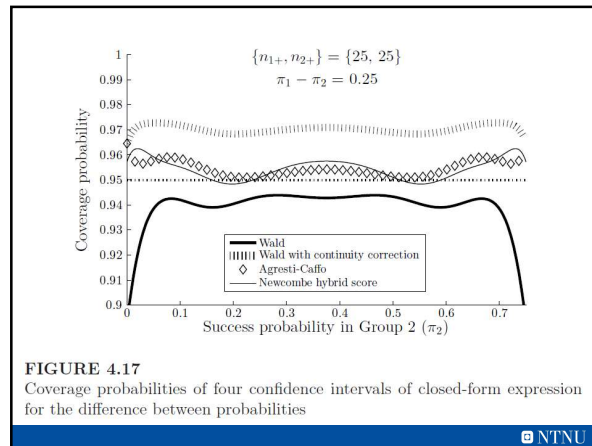 {n1+, n2+} = {25, 25}
π1 − π2 = 0.25
Coverage probability
1
0.99
0.98
0.97
0.96
0.95
0.94
0.93
0.92
0.91
0.9
Wald
Wald with continuity correction
Agresti-Caffo
Newcombe hybrid score
0 0.1 0.2 0.3 0.4 0.5 0.6 0.7
Success probability in Group 2 (π2)
FIGURE 4.17
Coverage probabilities of four confidence intervals of closed-form expression
for the difference between probabilities
NTNU